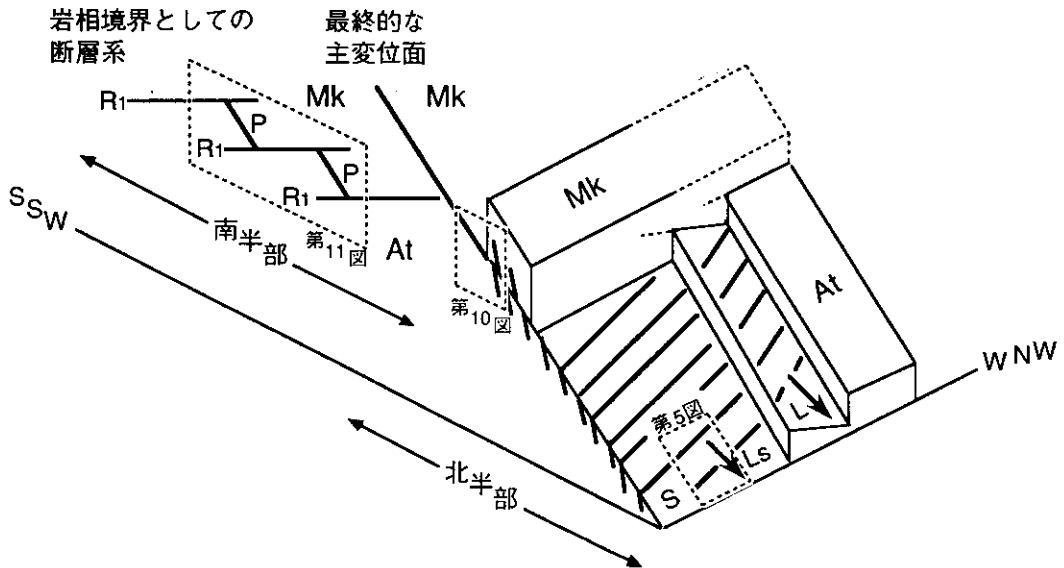 岩相境界としての
断層系
最終的な
主変位面
Mk
Mk
R1
P
R1
P
R1
At
第11図
第10図
SSW
南半部
北半部
Mk
At
WNW
L
第5図
Ls
S